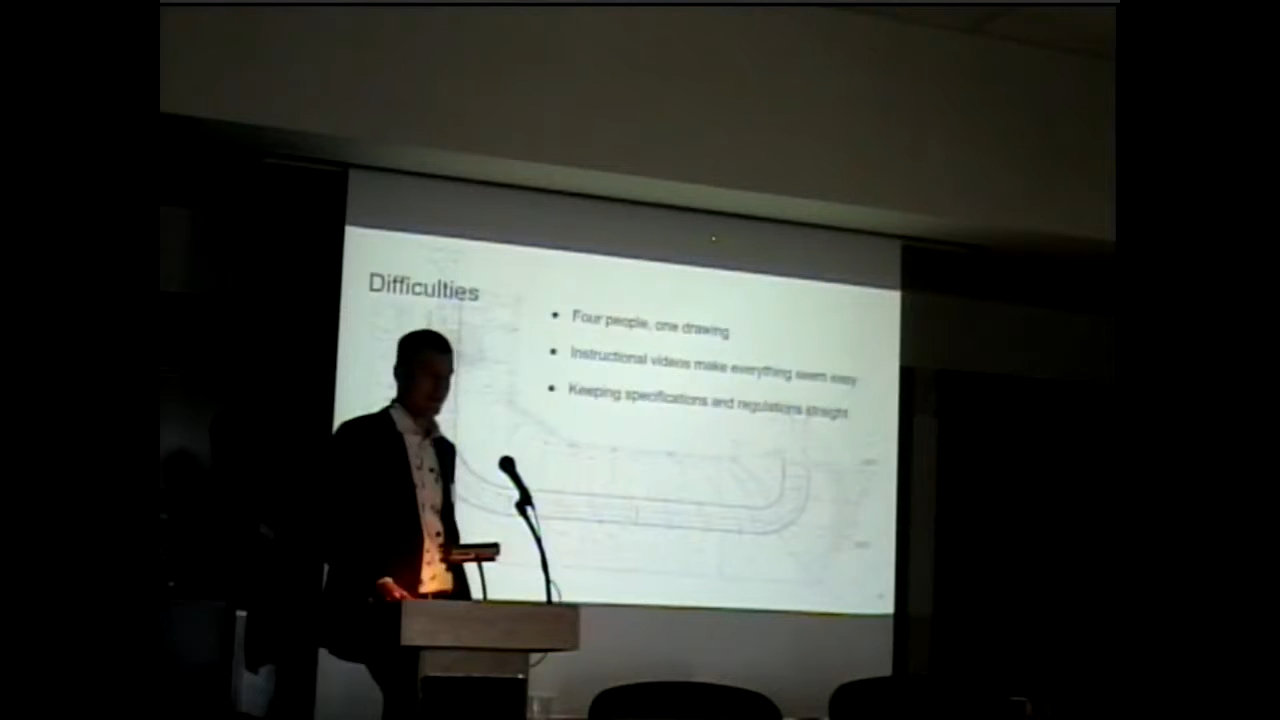 Difficulties
Four people, one drawing
Instructional videos make everything seem easy
Keeping specifications and regulations straight